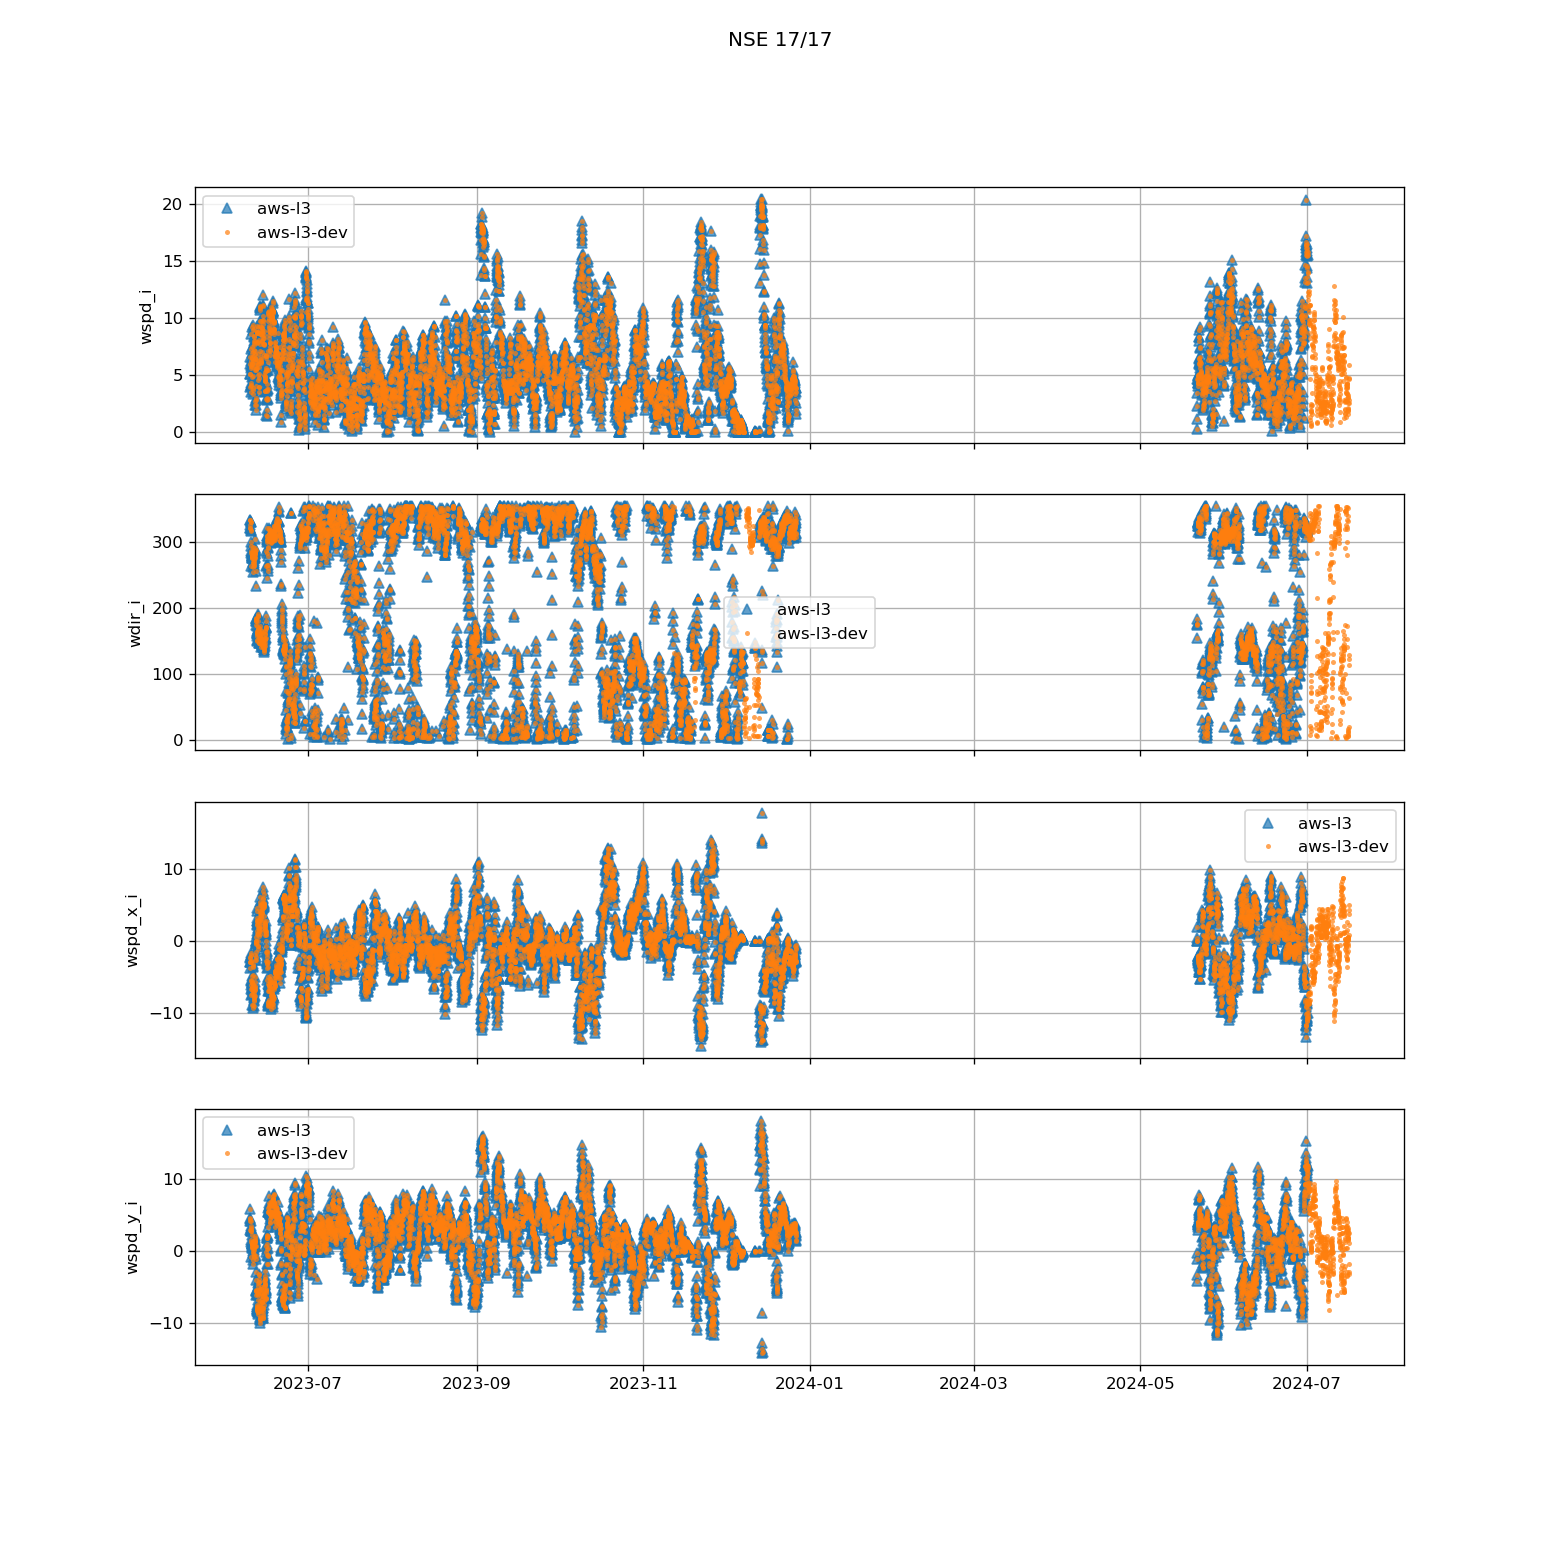 NSE 17/17
20
15
10
5
0
wspd_i
aws-l3
aws-l3-dev
300
200
100
0
wdir_i
aws-l3
aws-l3-dev
10
0
−10
wspd_x_i
aws-l3
aws-l3-dev
10
0
−10
wspd_y_i
aws-l3
aws-l3-dev
2023-07 2023-09 2023-11 2024-01 2024-03 2024-05 2024-07